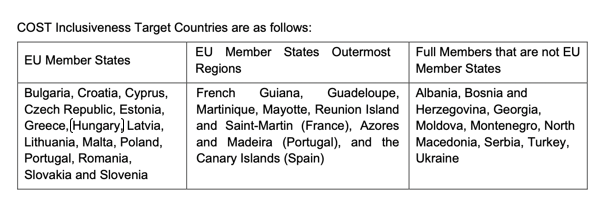 COST Inclusiveness Target Countries are as follows:
EU Member States
EU Member States Outermost
Regions
Full Members that are not EU
Member States
Bulgaria, Croatia, Cyprus,
Czech Republic, Estonia,
Greece,[Hungary,] Latvia,
Lithuania, Malta, Poland,
Portugal, Romania,
Slovakia and Slovenia
French Guiana, Guadeloupe,
Martinique, Mayotte, Reunion Island
and Saint-Martin (France), Azores
and Madeira (Portugal), and the
Canary Islands (Spain)
Albania, Bosnia and
Herzegovina, Georgia,
Moldova, Montenegro, North
Macedonia, Serbia, Turkey,
Ukraine